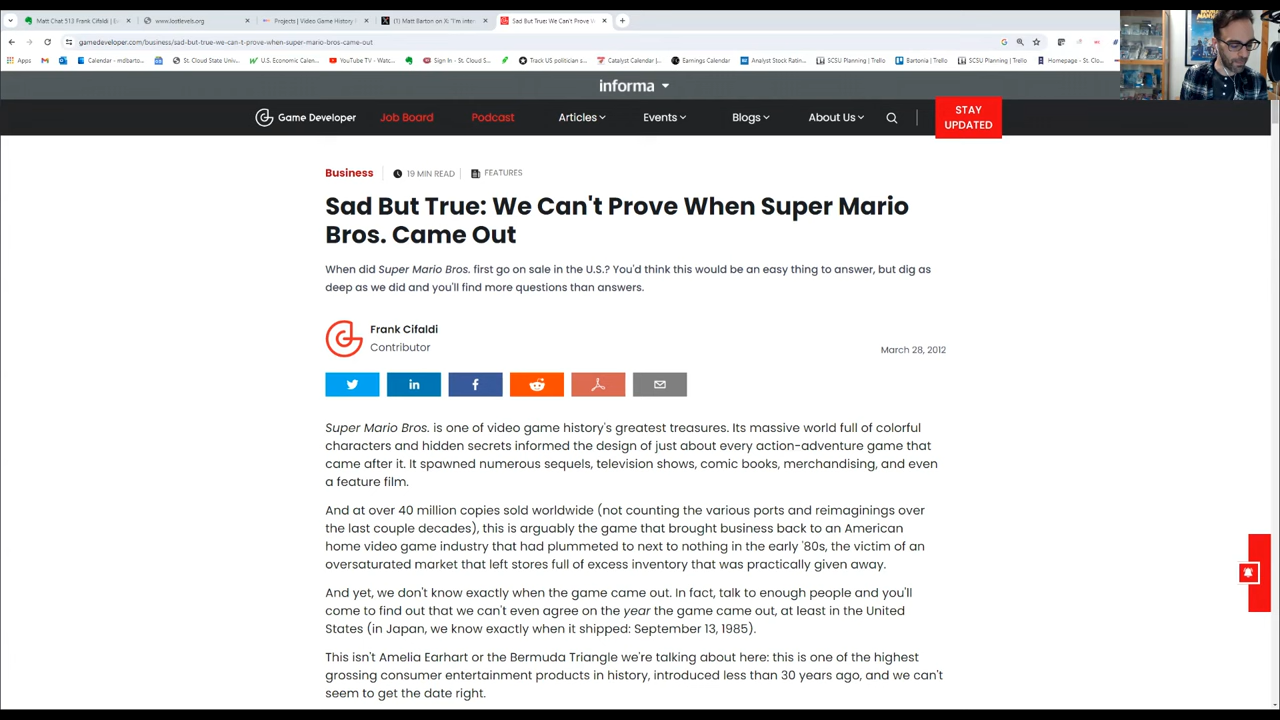 Matt Chat 513 Frank Cifaldi |
www.lostlevels.org
Projects | Video Game History
(1) Matt Barton on X: "I'm inte
Sad But True: We Can't Prove W
gamedeveloper.com/business/sad-but-true-we-can-t-prove-when-super-mario-bros-came-out
Apps
Calendar - mdbarto...
St. Cloud State Univ...
U.S. Economic Calen...
YouTube TV - Watc...
Sign In - St. Cloud S...
Track US politician s...
Catalyst Calendar |...
Earnings Calendar
Analyst Stock Ratin...
SCSU Planning | Trello
Bartonia | Trello
SCSU Planning | Trello
Homepage - St. Clo...
informa
Game Developer
Job Board
Podcast
Articles
Events
Blogs
About Us
STAY
UPDATED
Business
19 MIN READ
FEATURES
Sad But True: We Can't Prove When Super Mario
Bros. Came Out
When did Super Mario Bros. first go on sale in the U.S.? You'd think this would be an easy thing to answer, but dig as
deep as we did and you'll find more questions than answers.
Frank Cifaldi
Contributor
March 28, 2012
Super Mario Bros. is one of video game history's greatest treasures. Its massive world full of colorful
characters and hidden secrets informed the design of just about every action-adventure game that
came after it. It spawned numerous sequels, television shows, comic books, merchandising, and even
a feature film.
And at over 40 million copies sold worldwide (not counting the various ports and reimaginings over
the last couple decades), this is arguably the game that brought business back to an American
home video game industry that had plummeted to next to nothing in the early '80s, the victim of an
oversaturated market that left stores full of excess inventory that was practically given away.
And yet, we don't know exactly when the game came out. In fact, talk to enough people and you'll
come to find out that we can't even agree on the year the game came out, at least in the United
States (in Japan, we know exactly when it shipped: September 13, 1985).
This isn't Amelia Earhart or the Bermuda Triangle we're talking about here: this is one of the highest
grossing consumer entertainment products in history, introduced less than 30 years ago, and we can't
seem to get the date right.